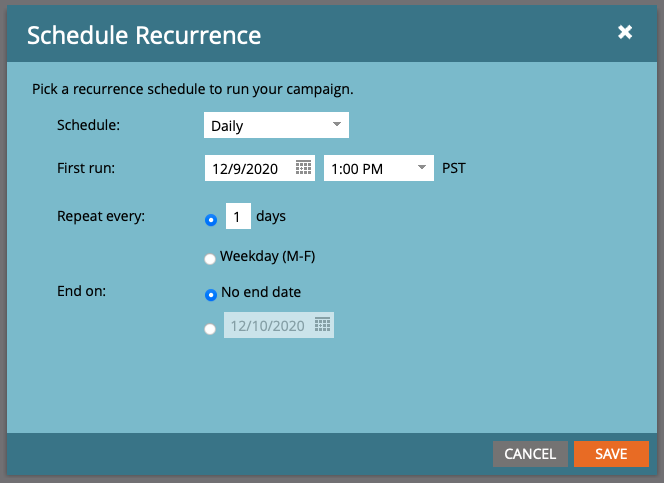 Schedule Recurrence
Pick a recurrence schedule to run your campaign.
Schedule: Daily
First run: 12/9/2020 1:00 PM PST
Repeat every: 1 days
Weekday (M-F)
End on: No end date
12/10/2020
CANCEL SAVE